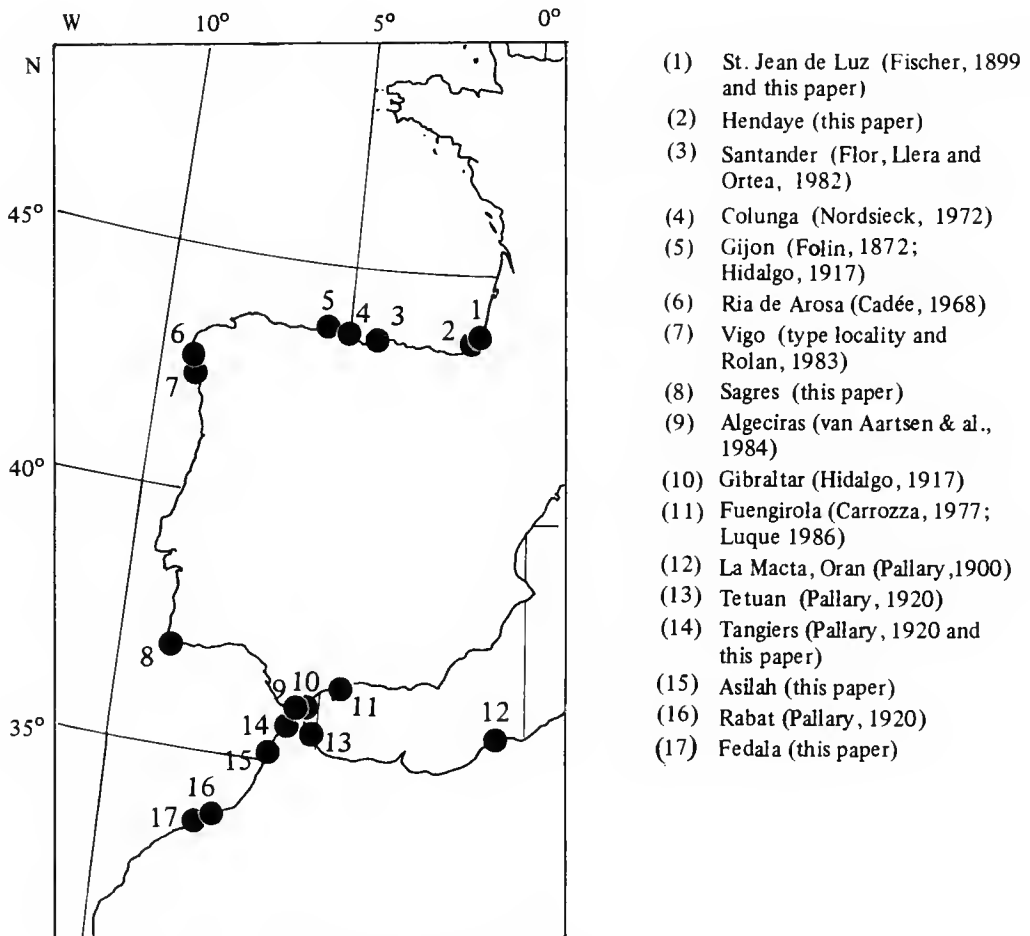 W 10° 5° 0°
N
45°
40°
35°
5
4
3
1
2
6
7
8
9
10
11
12
13
14
15
16
17
(1) St. Jean de Luz (Fischer, 1899
and this paper)
(2) Hendaye (this paper)
(3) Santander (Flor, Llera and
Ortea, 1982)
(4) Colunga (Nordsieck, 1972)
(5) Gijon (Folin, 1872;
Hidalgo, 1917)
(6) Ria de Arosa (Cadée, 1968)
(7) Vigo (type locality and
Rolan, 1983)
(8) Sagres (this paper)
(9) Algeciras (van Aartsen & al.,
1984)
(10) Gibraltar (Hidalgo, 1917)
(11) Fuengirola (Carrozza, 1977;
Luque 1986)
(12) La Macta, Oran (Pallary,1900)
(13) Tetuan (Pallary, 1920)
(14) Tangiers (Pallary, 1920 and
this paper)
(15) Asilah (this paper)
(16) Rabat (Pallary, 1920)
(17) Fedala (this paper)